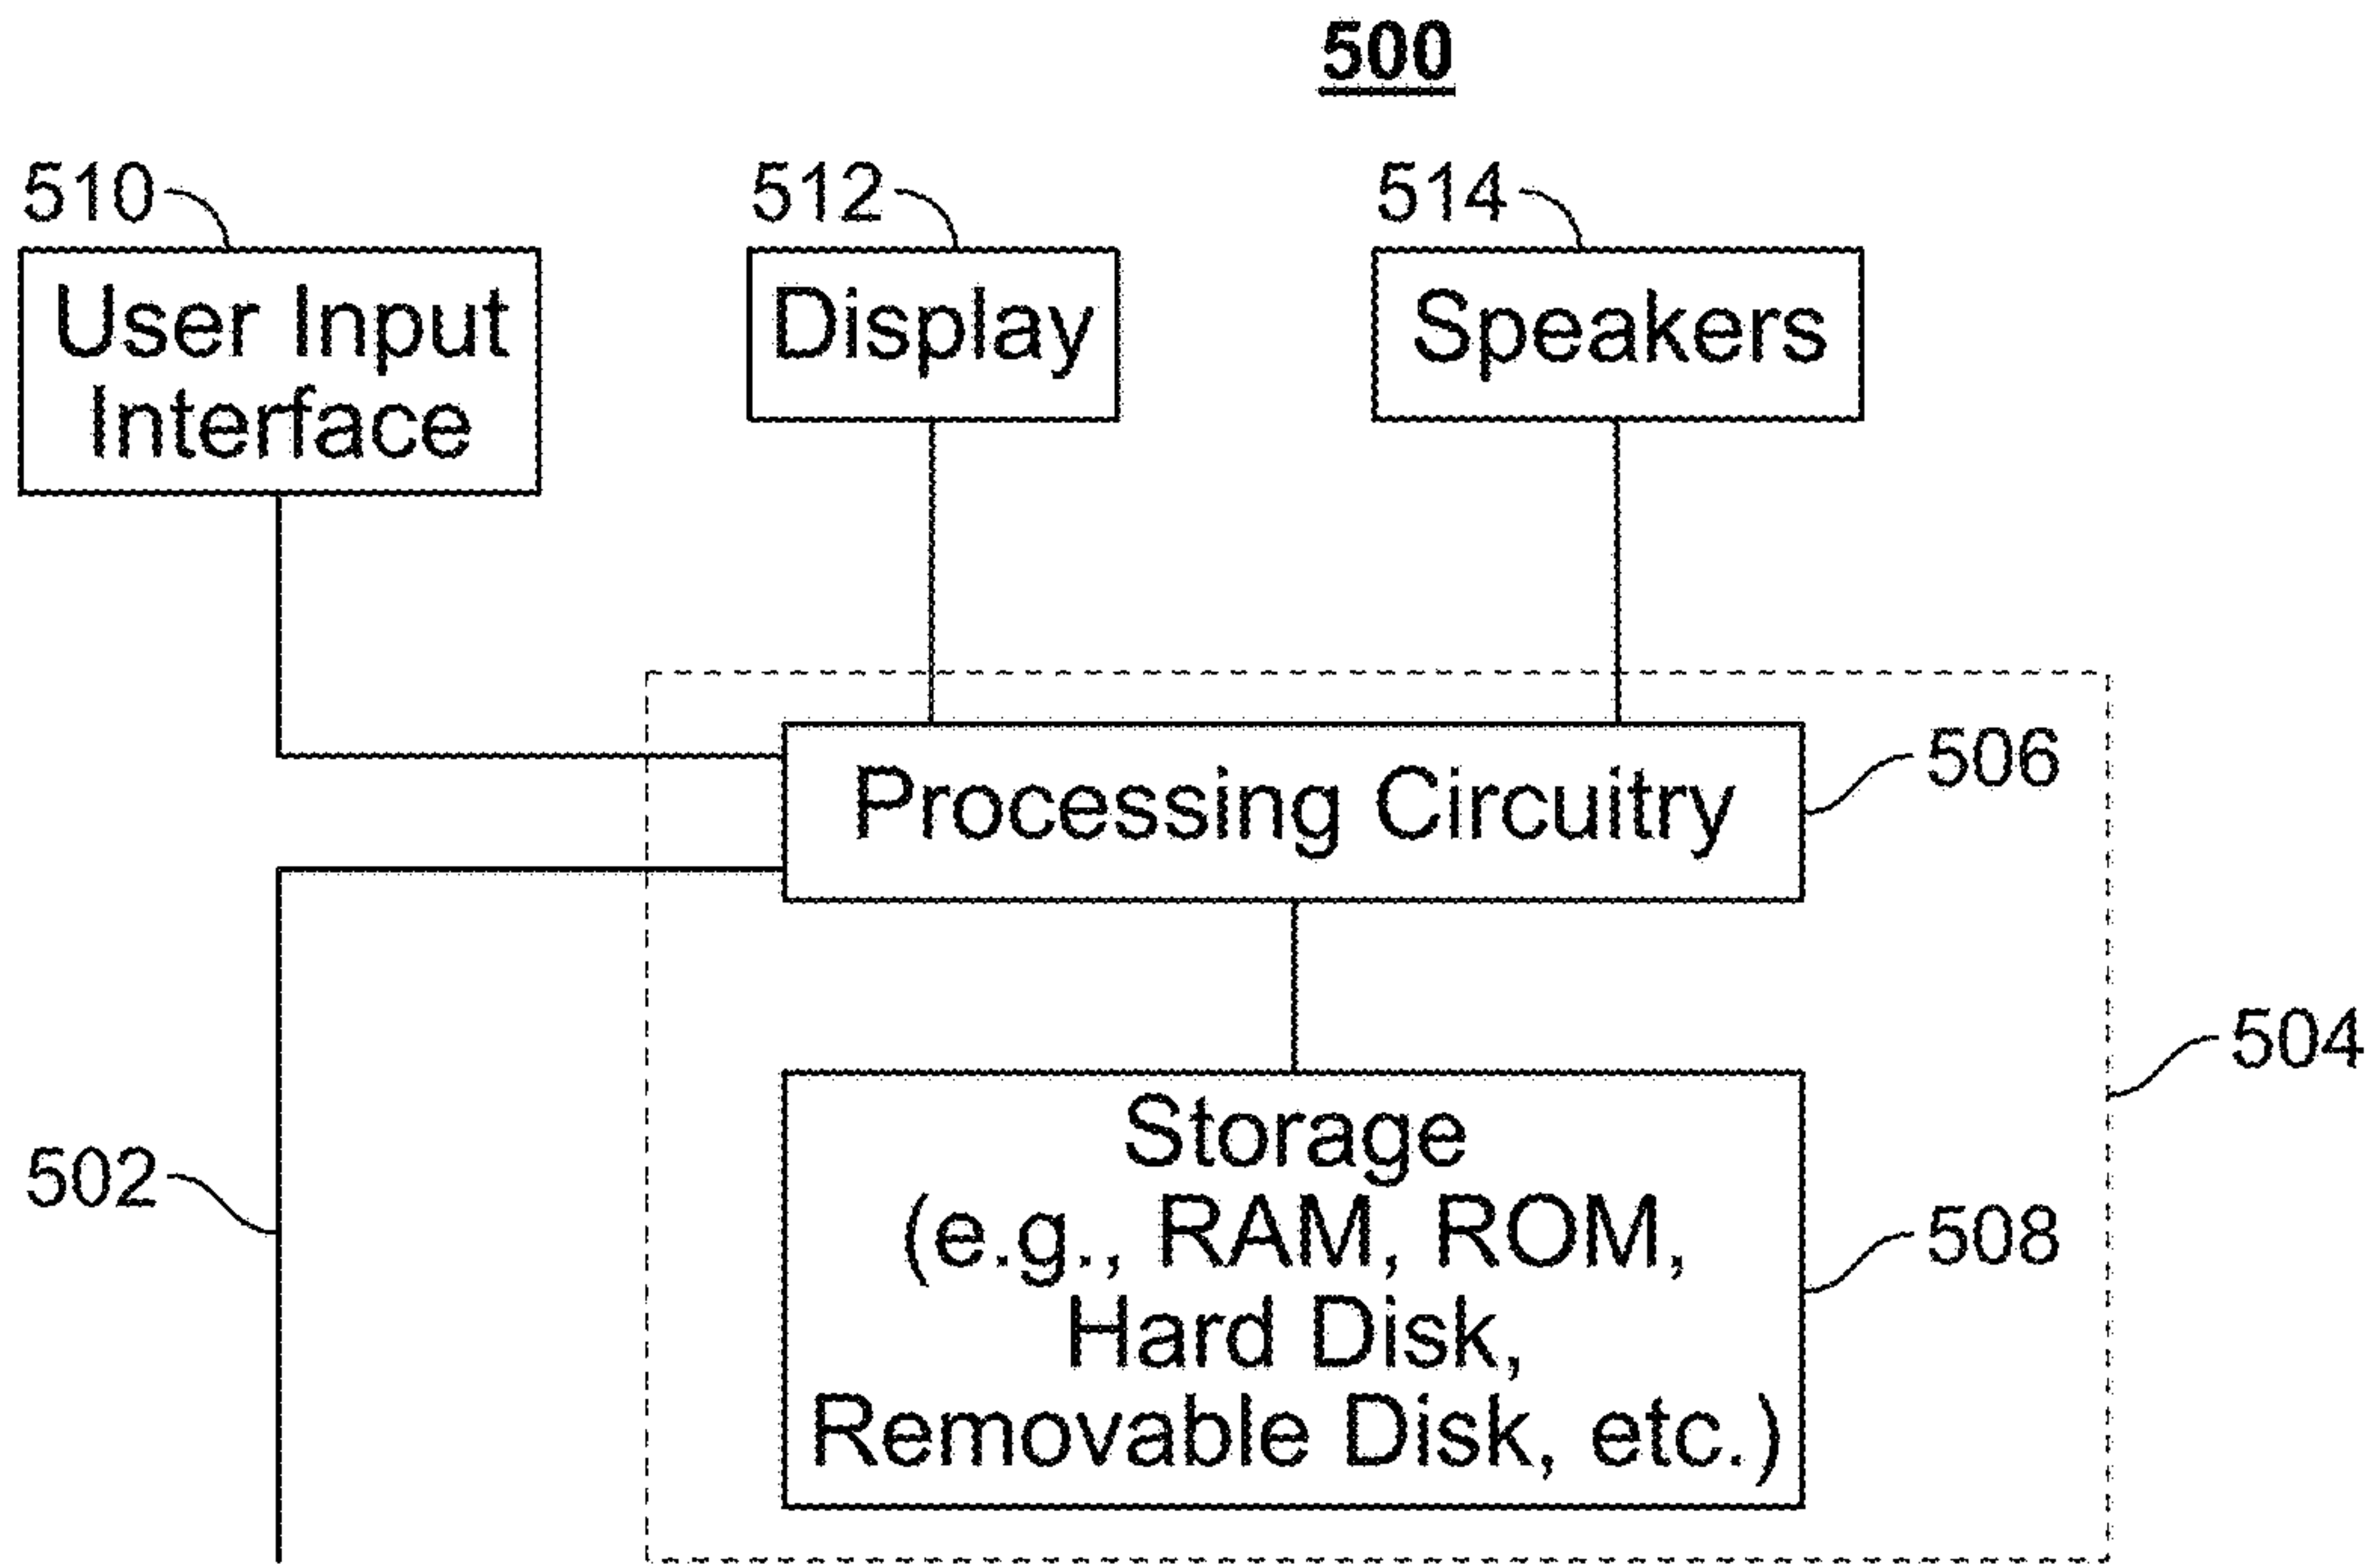 500
510
512
514
User Input
Interface
Display
Speakers
Processing Circuitry
506
504
502
Storage
(e.g., RAM, ROM,
Hard Disk,
Removable Disk, etc.)
508